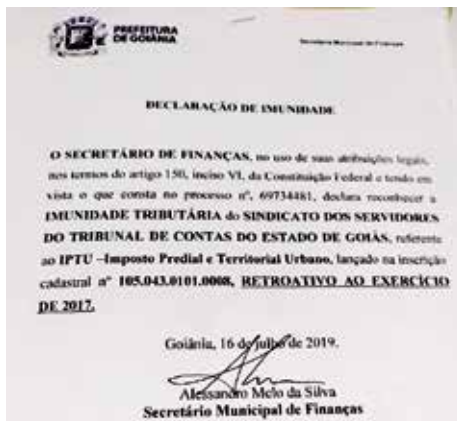 PREFEITURA
DE GOIÂNIA
Secretaria Municipal de Finanças
DECLARAÇÃO DE IMUNIDADE
O SECRETÁRIO DE FINANÇAS, no uso de suas atribuições legais,
nos termos do artigo 150, inciso VI, da Constituição Federal e tendo em
vista o que consta no processo nº, 69734481, declara reconhecer a
IMUNIDADE TRIBUTÁRIA do SINDICATO DOS SERVIDORES
DO TRIBUNAL DE CONTAS DO ESTADO DE GOIÁS, referente
ao IPTU –Imposto Predial e Territorial Urbano, lançado na inscrição
cadastral nº 105.043.0101.0008, RETROATIVO AO EXERCÍCIO
DE 2017.
Goiânia, 16 de julho de 2019.
Alessandro Melo da Silva
Secretário Municipal de Finanças